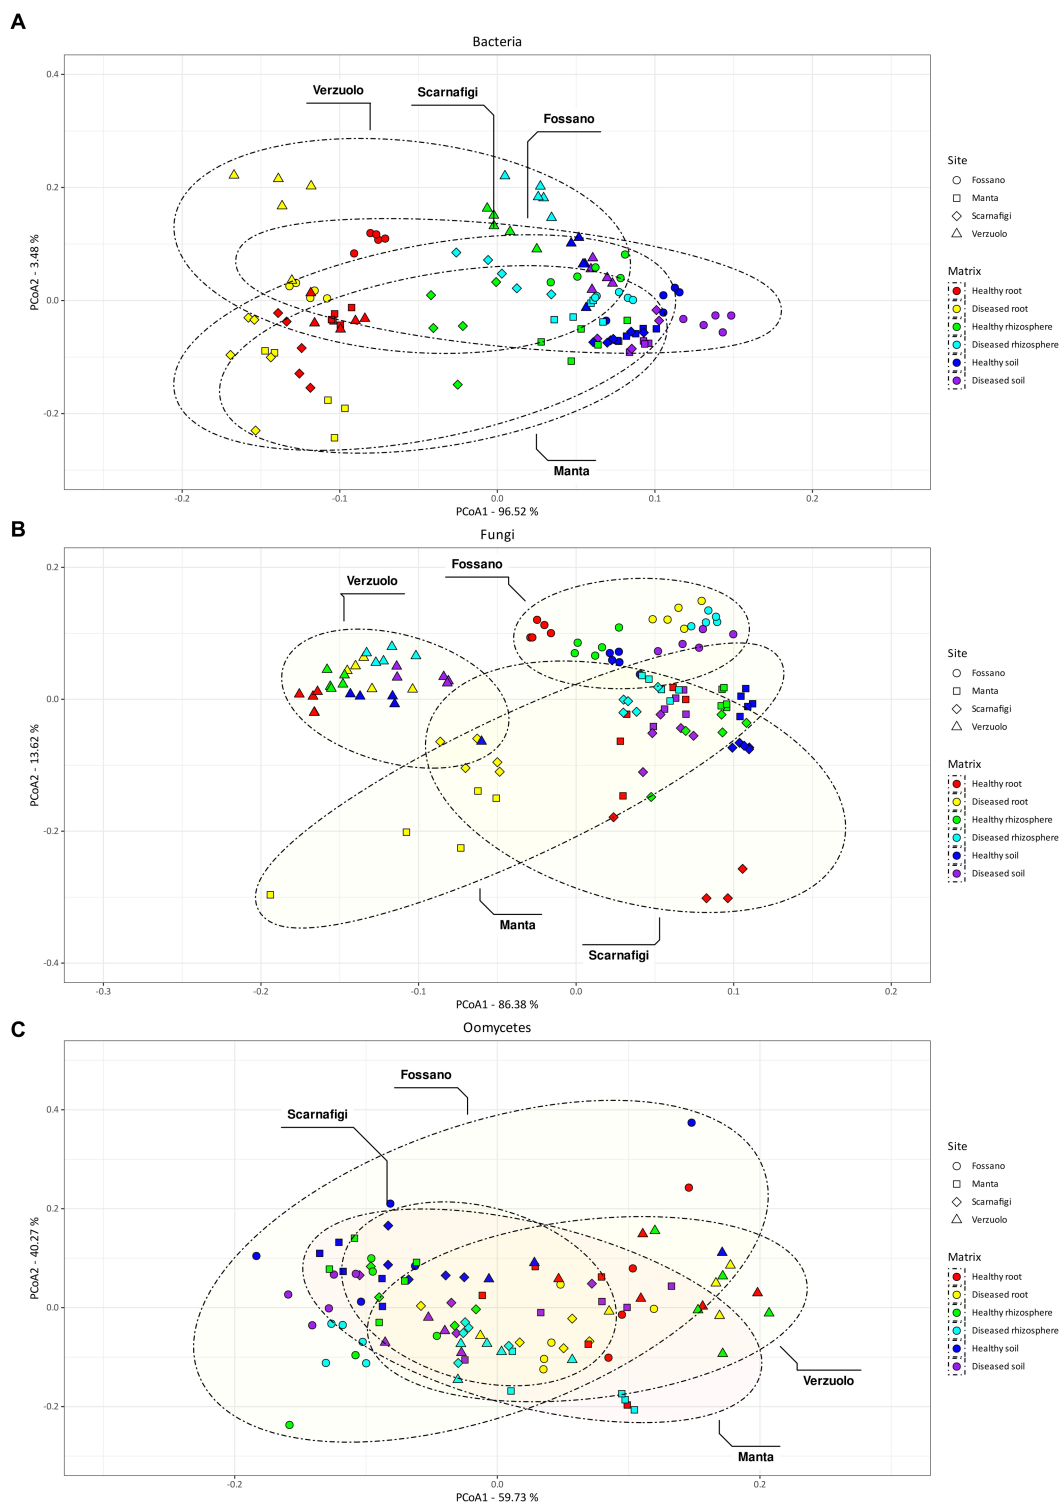 A
Bacteria
Verzuolo
Scarnafigi
Fossano
Manta
0.4
0.2
0.0
-0.2
PCoA2 - 3.48 %
-0.2
-0.1
0.0
0.1
0.2
PCoA1 - 96.52 %
Site
Fossano
Manta
Scarnafigi
Verzuolo
Matrix
Healthy root
Diseased root
Healthy rhizosphere
Diseased rhizosphere
Healthy soil
Diseased soil
B
Fungi
Fossano
Verzuolo
Manta
Scarnafigi
0.2
0.0
-0.2
-0.4
PCoA2 - 13.62 %
-0.3
-0.2
-0.1
0.0
0.1
0.2
PCoA1 - 86.38 %
Site
Fossano
Manta
Scarnafigi
Verzuolo
Matrix
Healthy root
Diseased root
Healthy rhizosphere
Diseased rhizosphere
Healthy soil
Diseased soil
C
Oomycetes
Fossano
Scarnafigi
Verzuolo
Manta
0.4
0.2
0.0
-0.2
PCoA2 - 40.27 %
-0.2
0.0
0.2
PCoA1 - 59.73 %
Site
Fossano
Manta
Scarnafigi
Verzuolo
Matrix
Healthy root
Diseased root
Healthy rhizosphere
Diseased rhizosphere
Healthy soil
Diseased soil